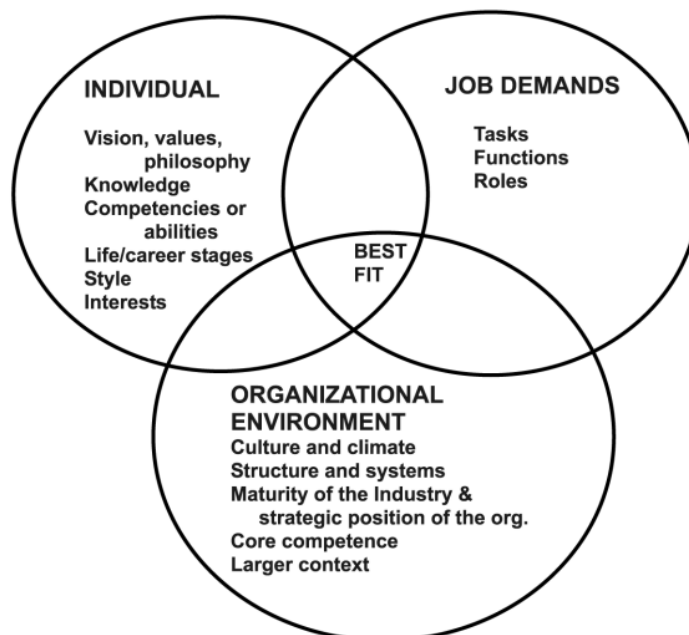 INDIVIDUAL
Vision, values,
philosophy
Knowledge
Competencies or
abilities
Life/career stages
Style
Interests
JOB DEMANDS
Tasks
Functions
Roles
BEST
FIT
ORGANIZATIONAL
ENVIRONMENT
Culture and climate
Structure and systems
Maturity of the Industry &
strategic position of the org.
Core competence
Larger context